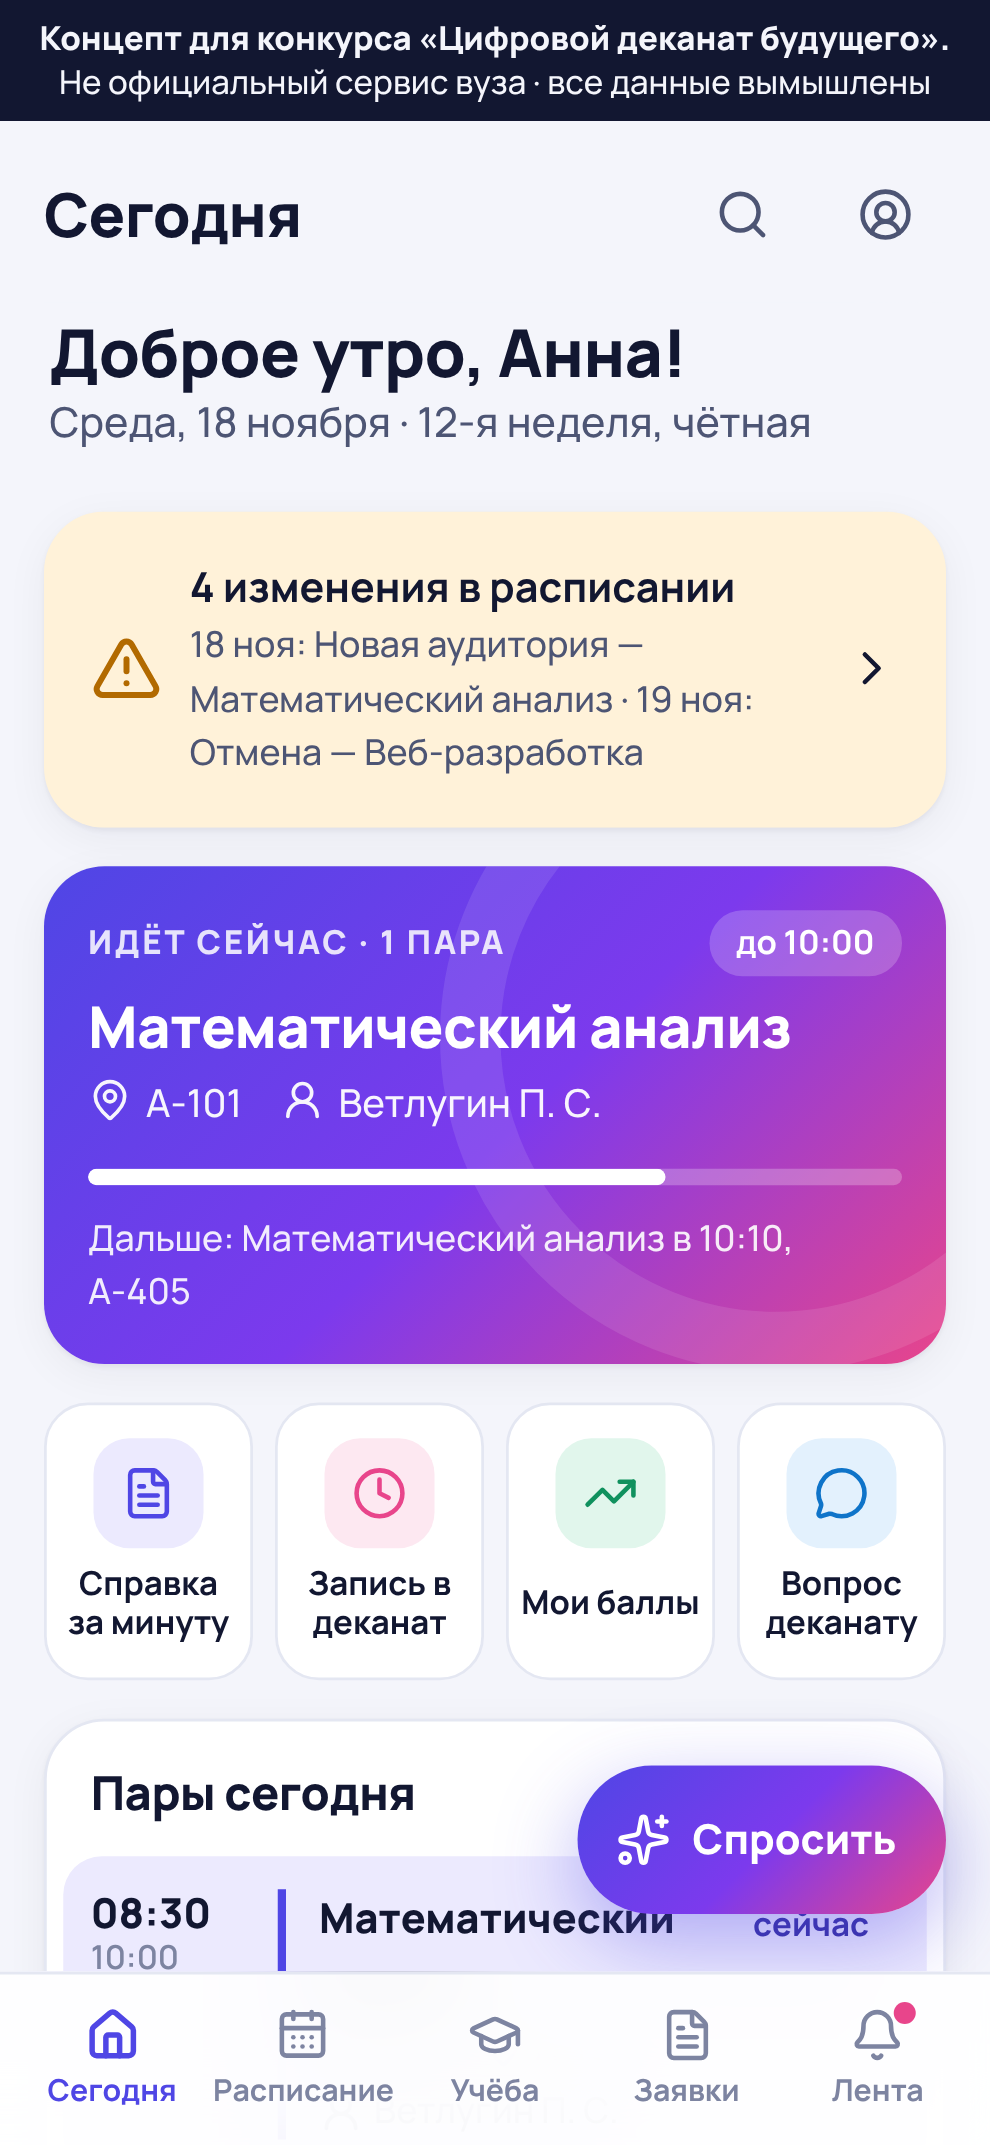 Концепт для конкурса «Цифровой деканат будущего».
Не официальный сервис вуза · все данные вымышлены
Сегодня
Доброе утро, Анна!
Среда, 18 ноября · 12-я неделя, чётная
4 изменения в расписании
18 ноя: Новая аудитория —
Математический анализ · 19 ноя:
Отмена — Веб-разработка
ИДЁТ СЕЙЧАС · 1 ПАРА
до 10:00
Математический анализ
А-101 Ветлугин П. С.
Дальше: Математический анализ в 10:10,
А-405
Справка
за минуту
Запись в
деканат
Мои баллы
Вопрос
деканату
Пары сегодня
Спросить
08:30
Математический
сейчас
10:00
Ветлугин П. С.
Сегодня
Расписание
Учёба
Заявки
Лента